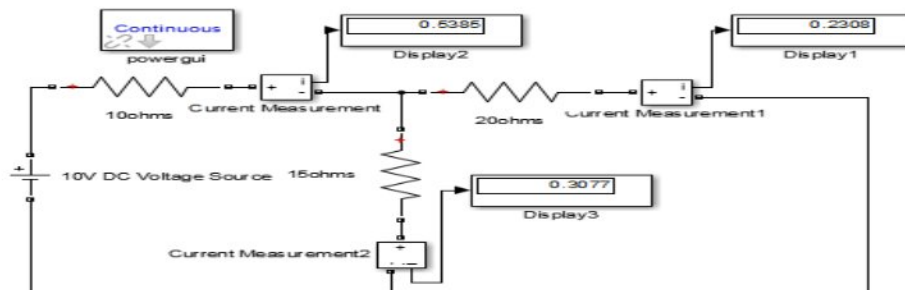 Continuous
powergui
0.5385
Display2
0.2308
Display1
10ohms
Current Measurement
i
+
-
20ohms
Current Measurement1
i
+
-
+
10V DC Voltage Source
15ohms
0.3077
Display3
Current Measurement2
+